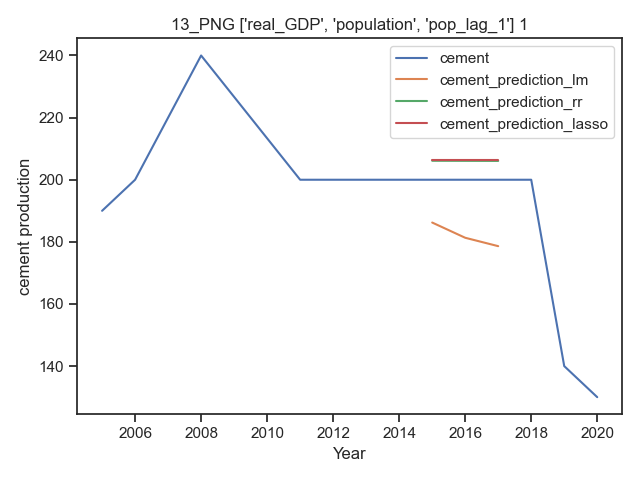 13_PNG ['real_GDP', 'population', 'pop_lag_1'] 1
cement
cement_prediction_lm
cement_prediction_rr
cement_prediction_lasso
240
220
200
180
160
140
cement production
2006 2008 2010 2012 2014 2016 2018 2020
Year